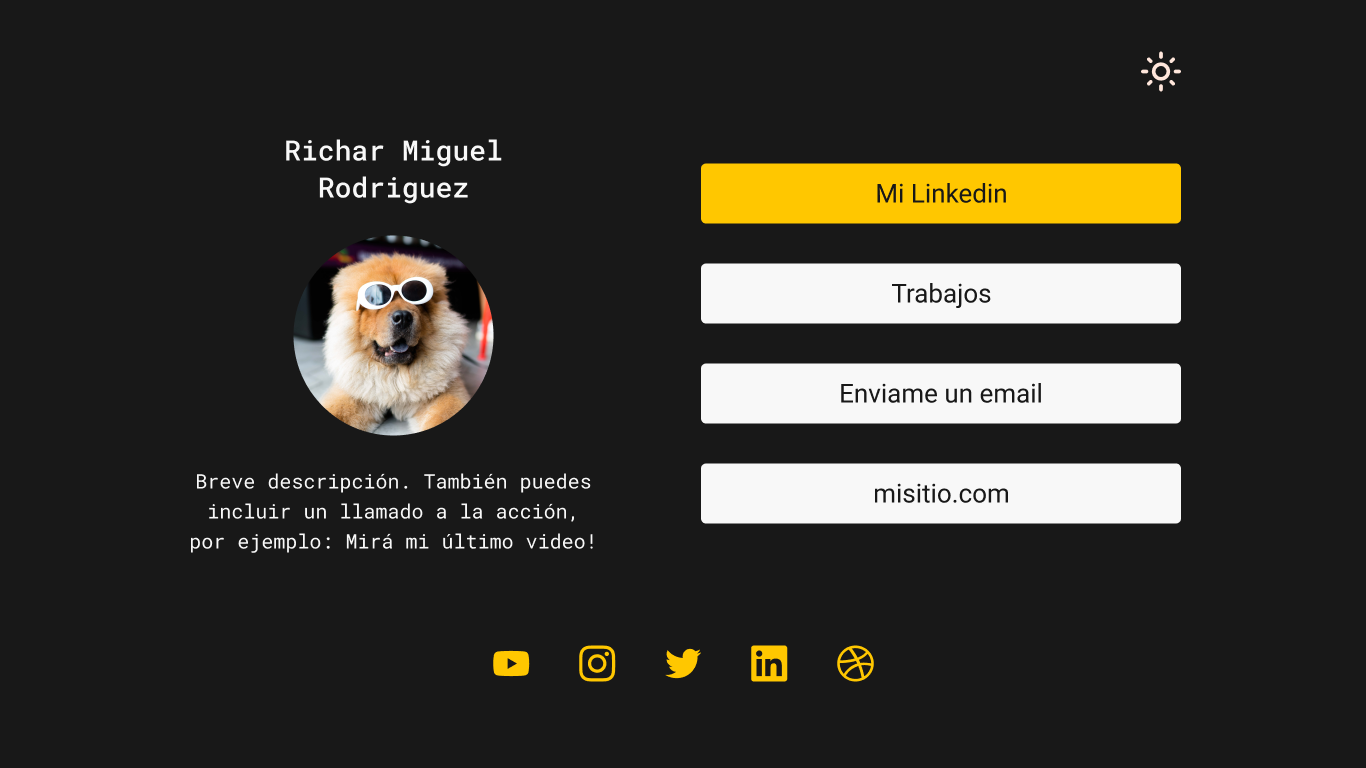 Richar Miguel
Rodriguez
Breve descripción. También puedes
incluir un llamado a la acción,
por ejemplo: Mirá mi último video!
Mi Linkedin
Trabajos
Enviame un email
misitio.com
in